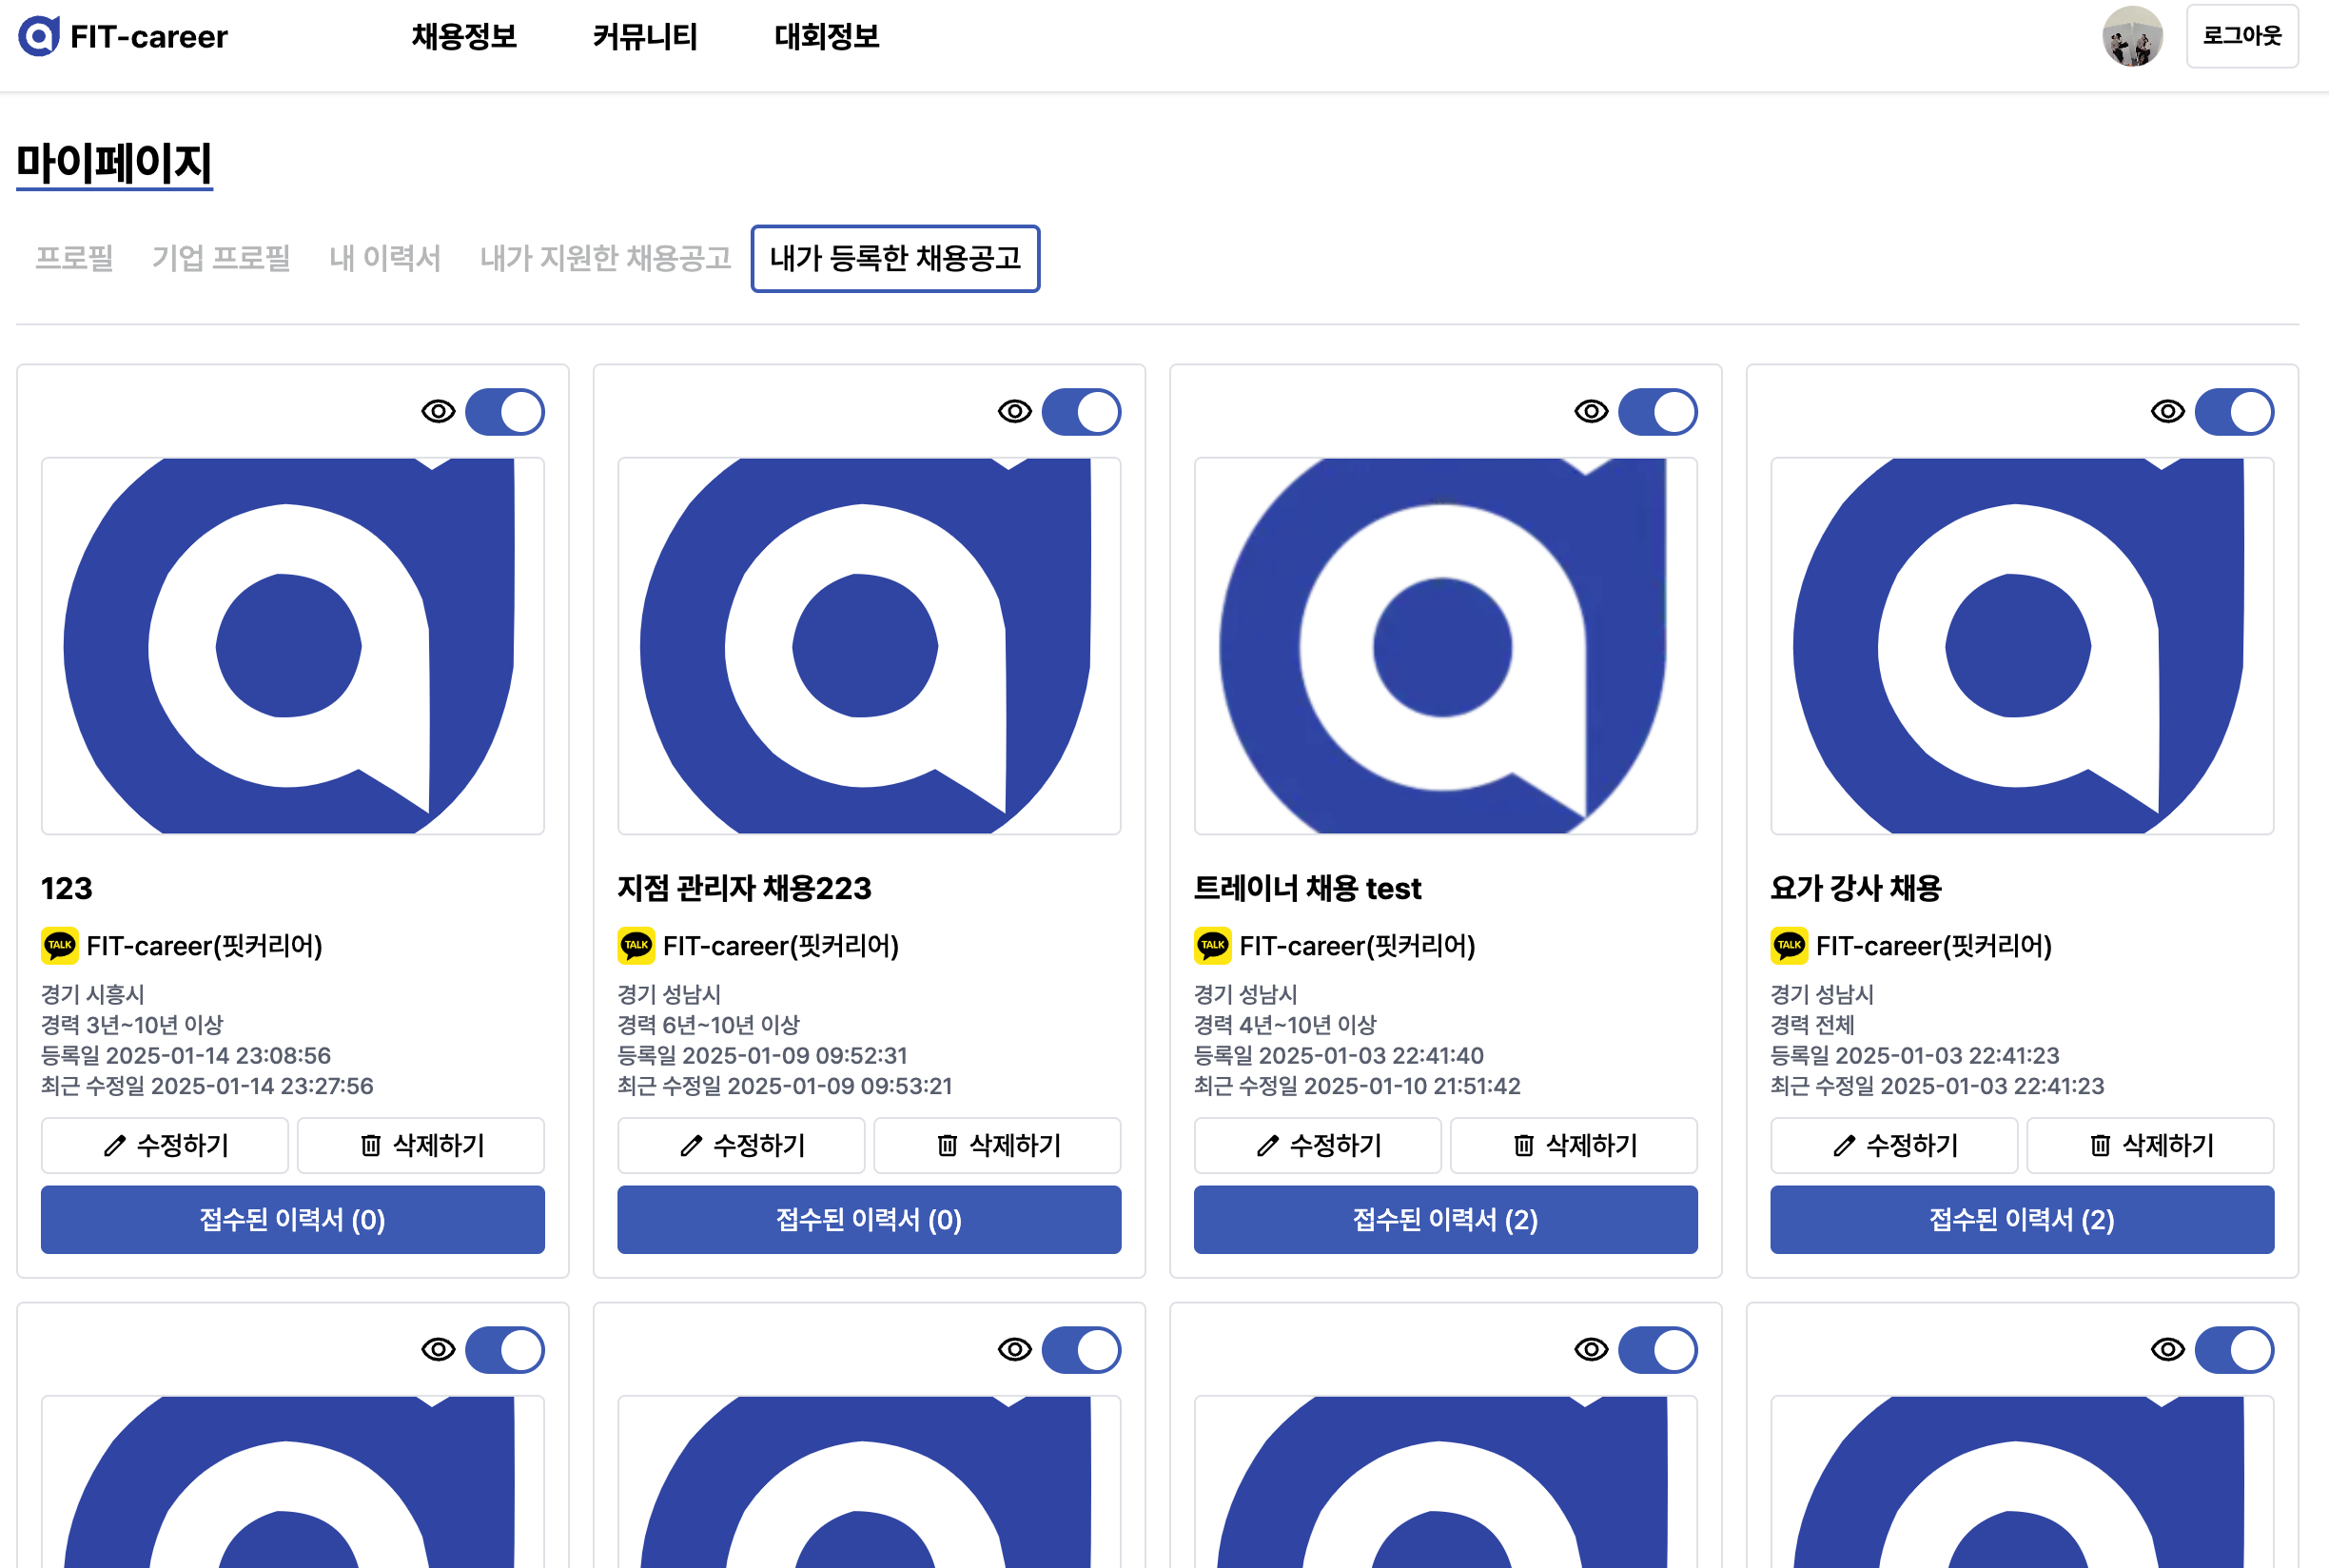 FIT-career
채용정보
커뮤니티
대회정보
로그아웃
마이페이지
프로필
기업 프로필
내 이력서
내가 지원한 채용공고
내가 등록한 채용공고
123
TALK FIT-career(핏커리어)
경기 시흥시
경력 3년~10년 이상
등록일 2025-01-14 23:08:56
최근 수정일 2025-01-14 23:27:56
수정하기
삭제하기
접수된 이력서 (0)
지점 관리자 채용223
TALK FIT-career(핏커리어)
경기 성남시
경력 6년~10년 이상
등록일 2025-01-09 09:52:31
최근 수정일 2025-01-09 09:53:21
수정하기
삭제하기
접수된 이력서 (0)
트레이너 채용 test
TALK FIT-career(핏커리어)
경기 성남시
경력 4년~10년 이상
등록일 2025-01-03 22:41:40
최근 수정일 2025-01-10 21:51:42
수정하기
삭제하기
접수된 이력서 (2)
요가 강사 채용
TALK FIT-career(핏커리어)
경기 성남시
경력 전체
등록일 2025-01-03 22:41:23
최근 수정일 2025-01-03 22:41:23
수정하기
삭제하기
접수된 이력서 (2)